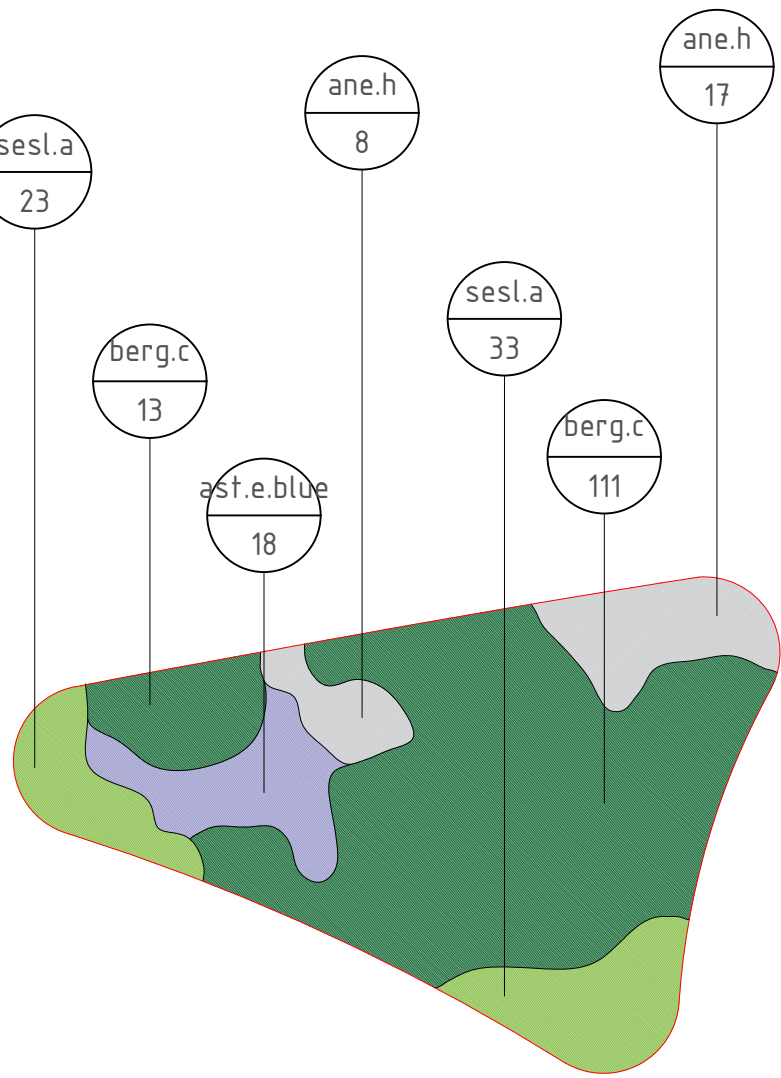 ane.h
17
ane.h
8
sesl.a
23
sesl.a
33
berg.c
13
berg.c
111
ast.e.blue
18